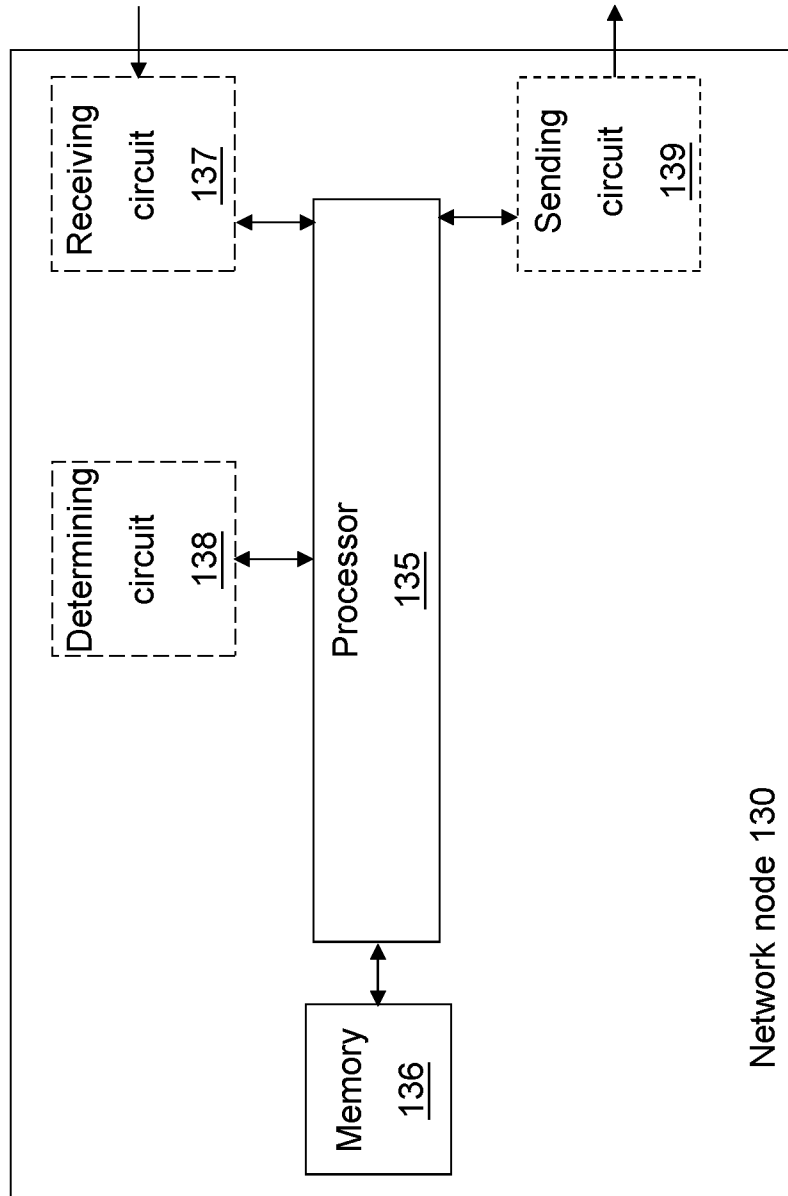 Receiving
circuit
137
Determining
circuit
138
Sending
circuit
139
Processor
135
Memory
136
Network node 130